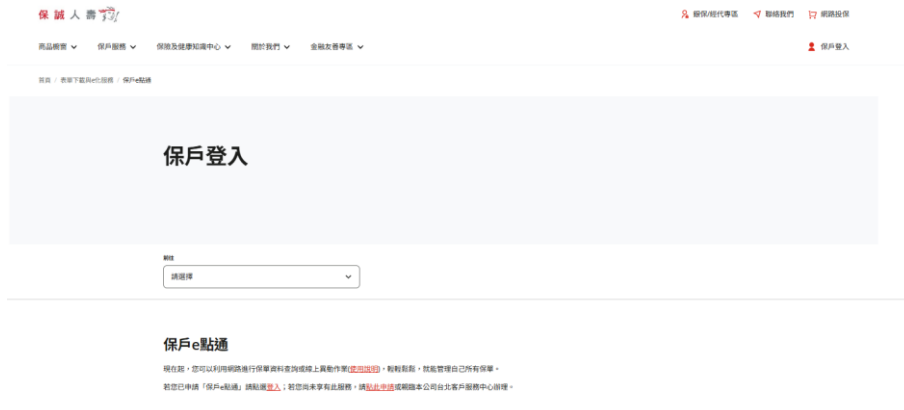 保誠人壽
銀保/經代專區 聯絡我們 網路投保
商品櫥窗 保戶服務 保險及健康知識中心 關於我們 金融友善專區 保戶登入
首頁 / 表單下載與e化服務 / 保戶e點通
保戶登入
前往
請選擇
保戶e點通
現在起，您可以利用網路進行保單資料查詢或線上異動作業(使用說明)，輕輕鬆鬆，就能管理自己所有保單。
若您已申請「保戶e點通」請點選登入；若您尚未享有此服務，請點此申請或親臨本公司台北客戶服務中心辦理。